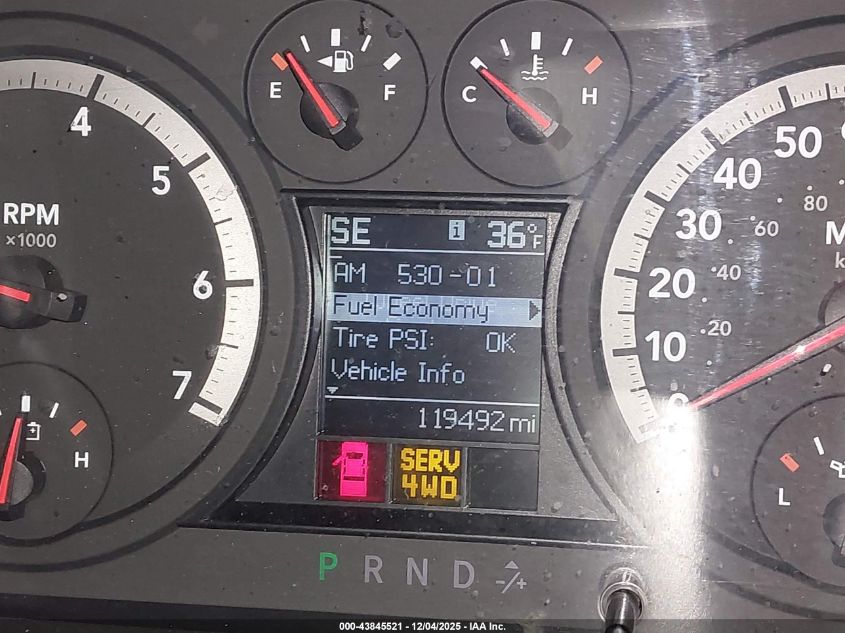 E F
C H
4
5
6
7
RPM
×1000
H
SE i 36°F
AM 530-01
Fuel Economy
Tire PSI: OK
Vehicle Info
119492 mi
SERV
4WD
P R N D -/+
50
40
30
20
10
0
80
60
40
20
L
000-43845521 - 12/04/2025 - IAA Inc.